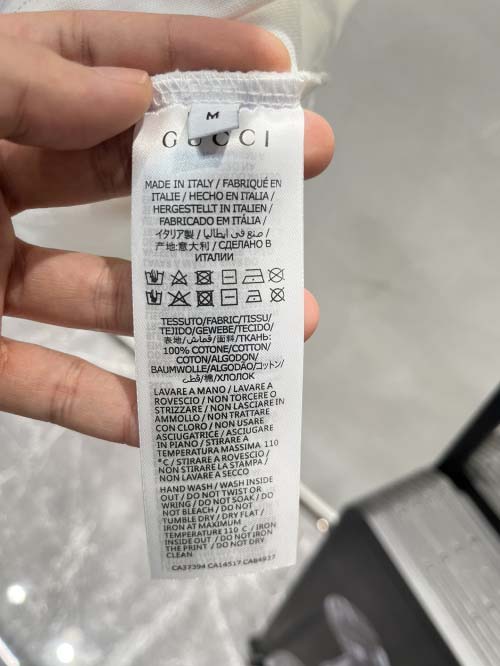 M
GUCCI
MADE IN ITALY / FABRIQUÉ EN
ITALIE / HECHO EN ITALIA /
HERGESTELLT IN ITALIEN /
FABRICADO EM ITÁLIA /
イタリア製 / صنع في ايطاليا /
产地:意大利 / СДЕЛАНО В
ИТАЛИИ
TESSUTO/FABRIC/TISSU/
TEJIDO/GEWEBE/TECIDO/
表地/قماش/面料/ТКАНЬ:
100% COTONE/COTTON/
COTON/ALGODON/
BAUMWOLLE/ALGODÃO/コットン/
قطن/棉/ХЛОПОК
LAVARE A MANO / LAVARE A
ROVESCIO / NON TORCERE O
STRIZZARE / NON LASCIARE IN
AMMOLLO / NON TRATTARE
CON CLORO / NON USARE
ASCIUGATRICE / ASCIUGARE
IN PIANO / STIRARE A
TEMPERATURA MASSIMA 110
°C / STIRARE A ROVESCIO /
NON STIRARE LA STAMPA /
NON LAVARE A SECCO
HAND WASH / WASH INSIDE
OUT / DO NOT TWIST OR
WRING / DO NOT SOAK / DO
NOT BLEACH / DO NOT
TUMBLE DRY / DRY FLAT /
IRON AT MAXIMUM
TEMPERATURE 110 C / IRON
INSIDE OUT / DO NOT IRON
THE PRINT / DO NOT DRY
CLEAN
CA37394 CA14517 CA84937